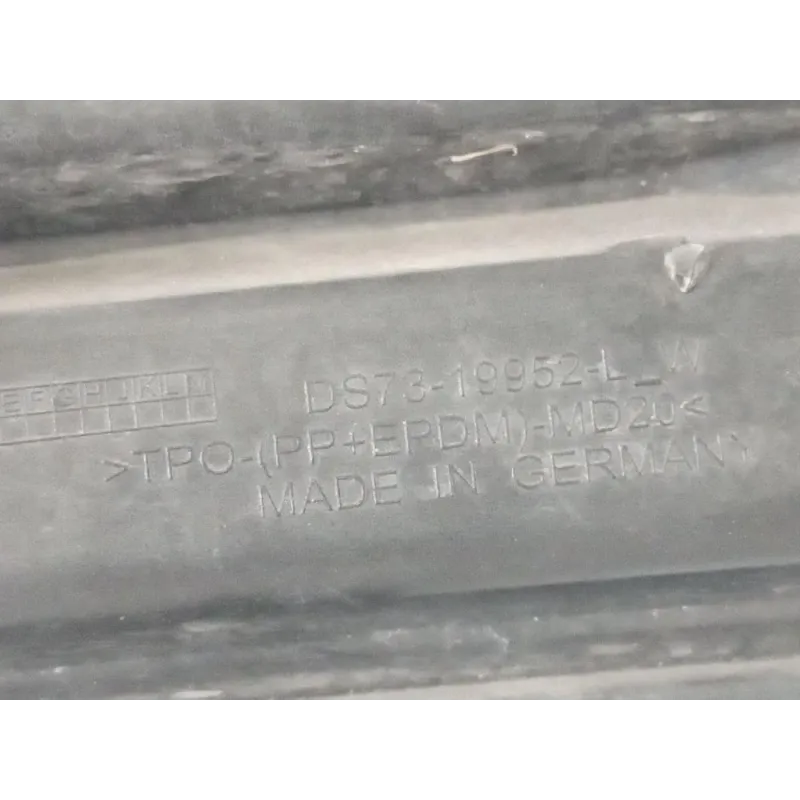 EFGHJKLM
DS73-19952-L_W
>TPO-(PP+EPDM)-MD20<
MADE IN GERMANY